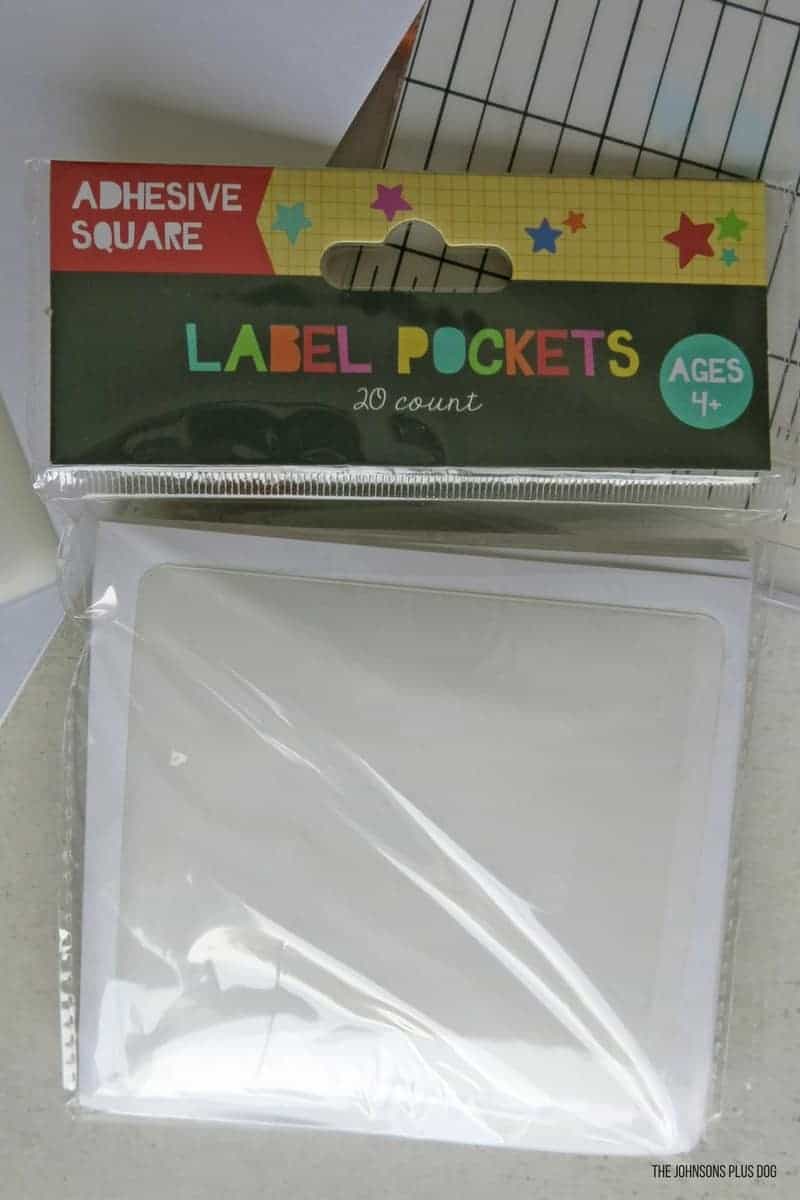 ADHESIVE
SQUARE
LABEL POCKETS
20 count
AGES
4+
THE JOHNSONS PLUS DOG